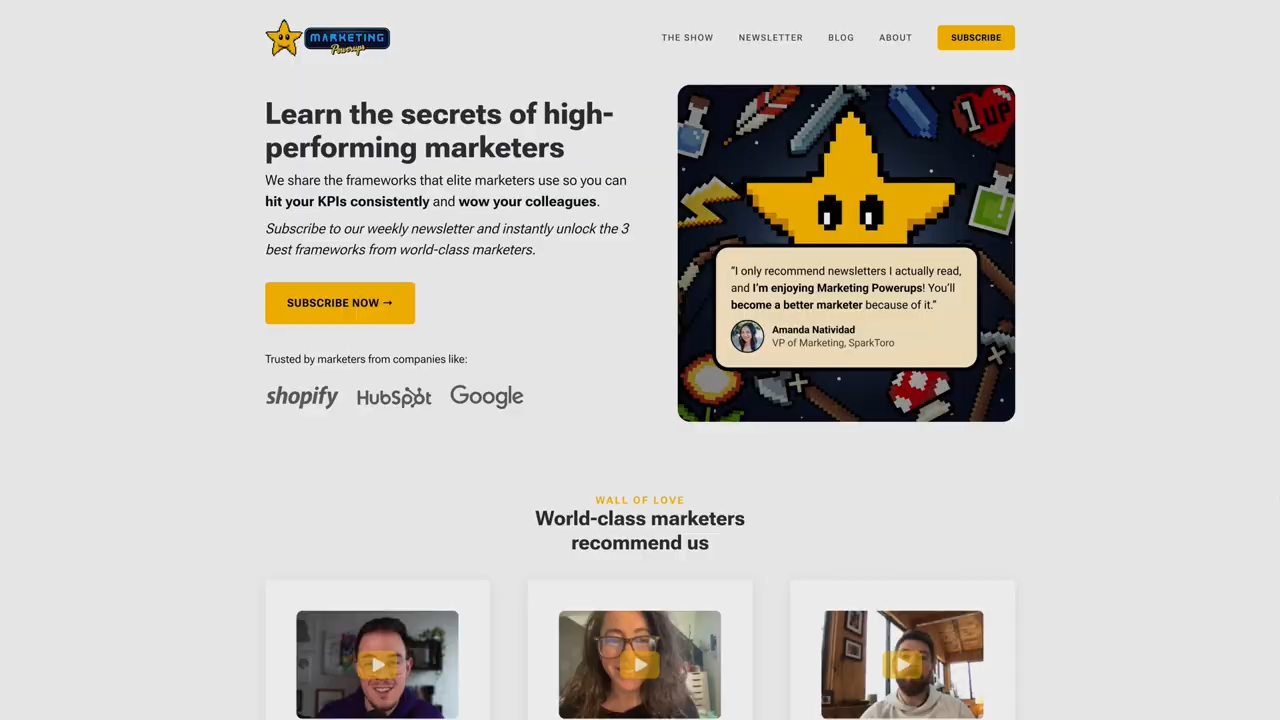 MARKETING
Powerups
THE SHOW
NEWSLETTER
BLOG
ABOUT
SUBSCRIBE
Learn the secrets of high-
performing marketers
We share the frameworks that elite marketers use so you can
hit your KPIs consistently and wow your colleagues.
Subscribe to our weekly newsletter and instantly unlock the 3
best frameworks from world-class marketers.
SUBSCRIBE NOW →
Trusted by marketers from companies like:
shopify
HubSpot
Google
1UP
“I only recommend newsletters I actually read,
and I’m enjoying Marketing Powerups! You’ll
become a better marketer because of it.”
Amanda Natividad
VP of Marketing, SparkToro
WALL OF LOVE
World-class marketers
recommend us